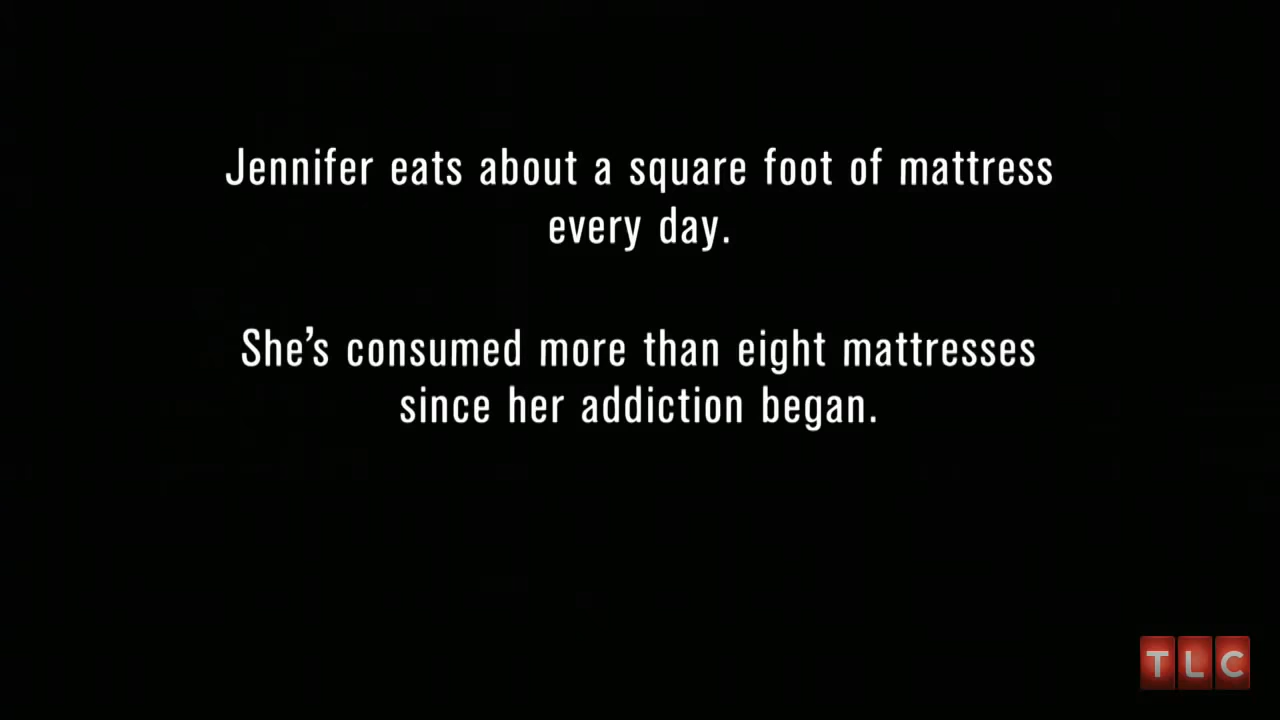 Jennifer eats about a square foot of mattress
every day.
She’s consumed more than eight mattresses
since her addiction began.
TLC